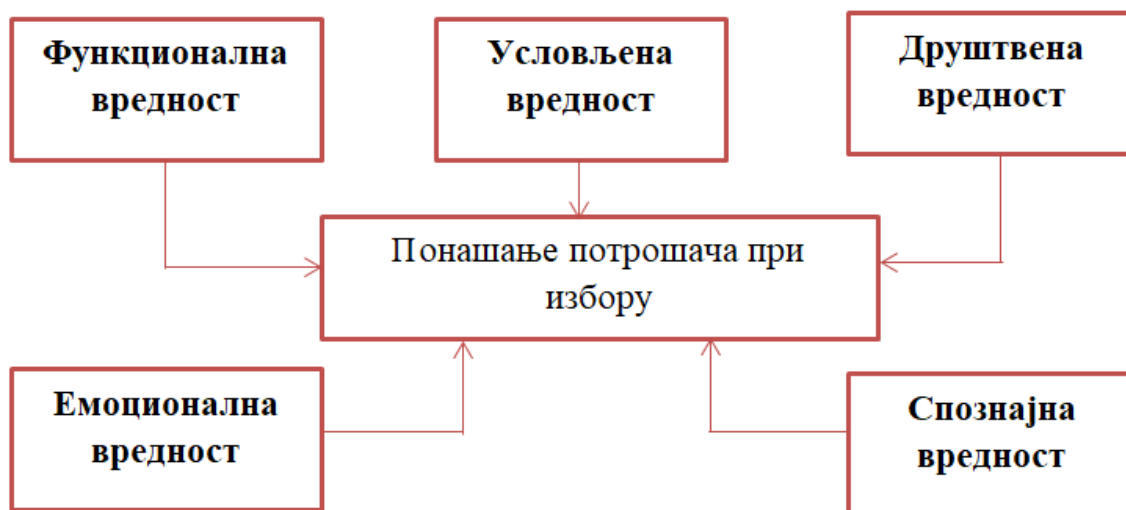 Функционална
вредност
Условљена
вредност
Друштвена
вредност
Понашање потрошача при
избору
Емоционална
вредност
Спознајна
вредност